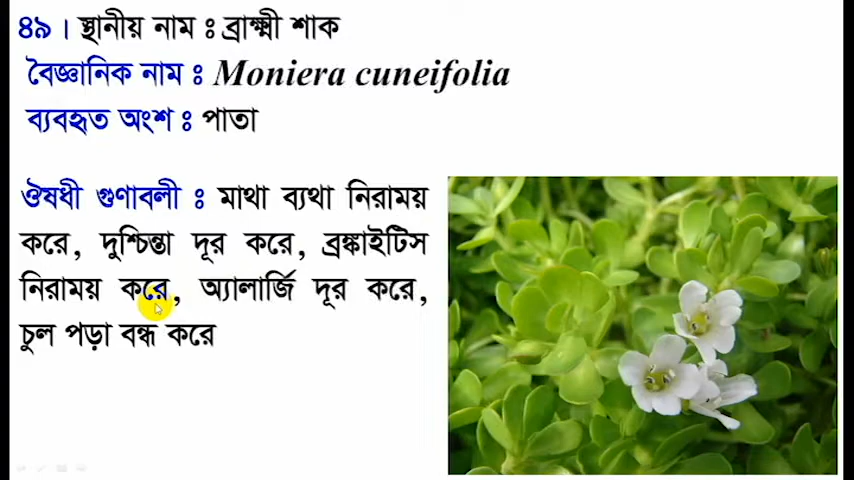 ৪৯। স্থানীয় নাম ঃ ব্রাক্ষ্মী শাক
বৈজ্ঞানিক নাম ঃ Moniera cuneifolia
ব্যবহৃত অংশ ঃ পাতা
ঔষধী গুণাবলী ঃ মাথা ব্যথা নিরাময়
করে, দুশ্চিন্তা দূর করে, ব্রঙ্কাইটিস
নিরাময় করে, অ্যালার্জি দূর করে,
চুল পড়া বন্ধ করে